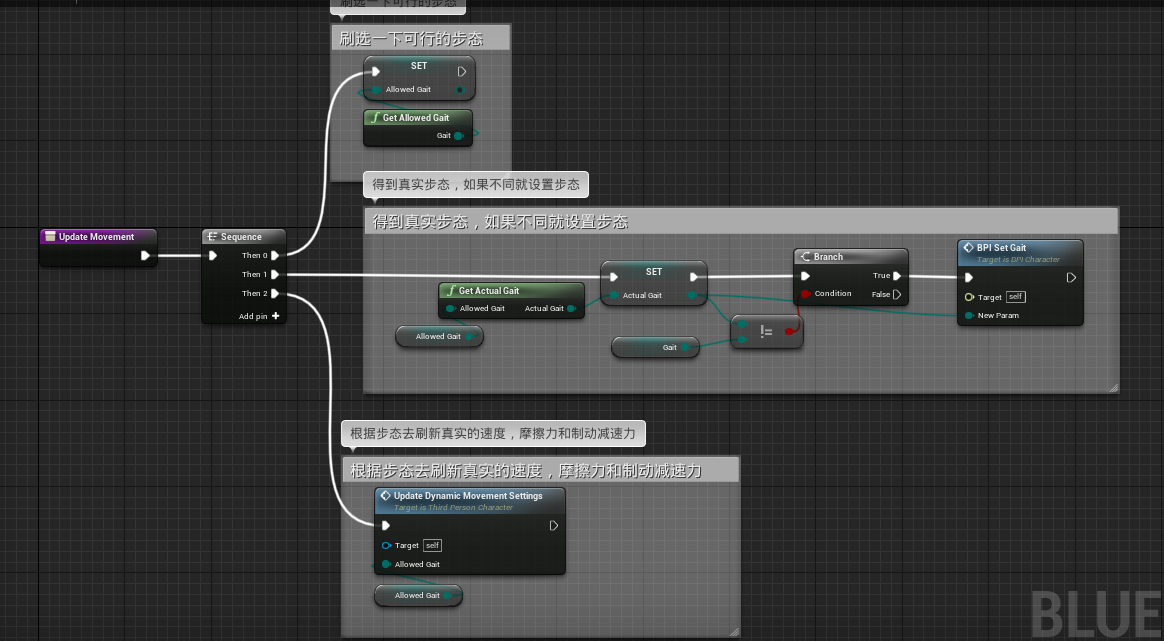 刷选一下可行的步态
刷选一下可行的步态
SET
Allowed Gait
Get Allowed Gait
Gait
得到真实步态，如果不同就设置步态
得到真实步态，如果不同就设置步态
Update Movement
Sequence
Then 0
Then 1
Then 2
Add pin
Get Actual Gait
Allowed Gait
Actual Gait
Allowed Gait
SET
Actual Gait
Gait
!=
Branch
True
Condition
False
BPI Set Gait
Target is BPI Character
Target self
New Param
根据步态去刷新真实的速度，摩擦力和制动减速力
根据步态去刷新真实的速度，摩擦力和制动减速力
Update Dynamic Movement Settings
Target is Third Person Character
Target self
Allowed Gait
Allowed Gait
BLUE